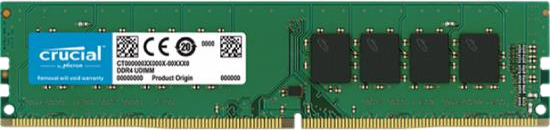 crucial
by Micron
Removal will void warranty
CE
20
0000
CT000000XX000X-00XXX0
DDR4 UDIMM
00000000
Product Origin
000000